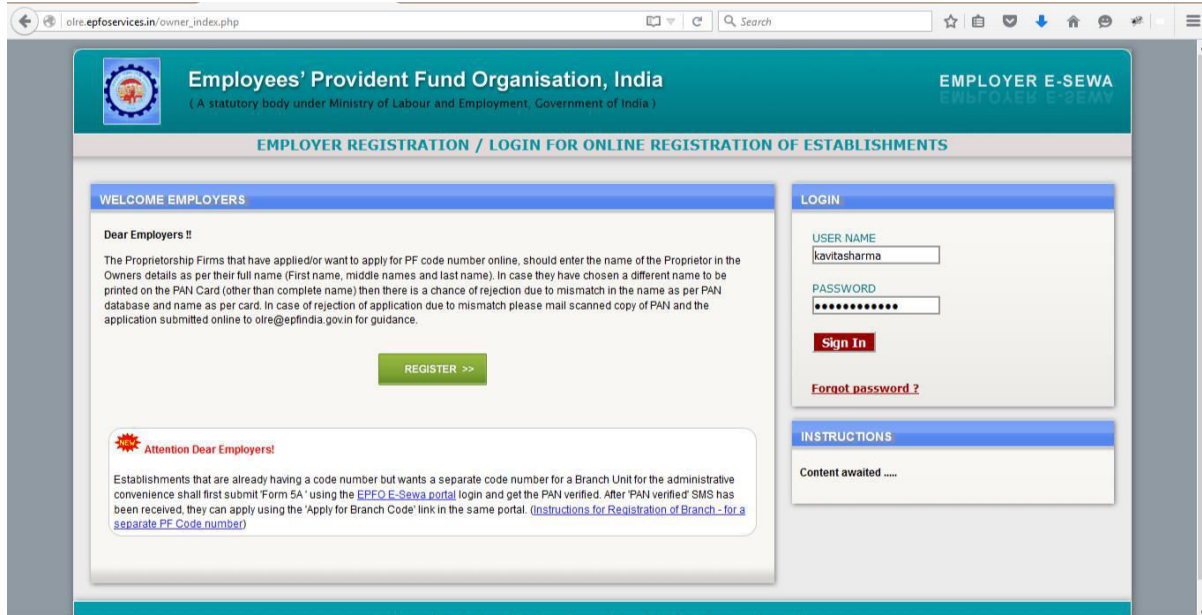 olre.epfoservices.in/owner_index.php
Search
Employees' Provident Fund Organisation, India
( A statutory body under Ministry of Labour and Employment, Government of India )
EMPLOYER E-SEWA
EMPLOYER REGISTRATION / LOGIN FOR ONLINE REGISTRATION OF ESTABLISHMENTS
WELCOME EMPLOYERS
Dear Employers !!
The Proprietorship Firms that have applied/or want to apply for PF code number online, should enter the name of the Proprietor in the
Owners details as per their full name (First name, middle names and last name). In case they have chosen a different name to be
printed on the PAN Card (other than complete name) then there is a chance of rejection due to mismatch in the name as per PAN
database and name as per card. In case of rejection of application due to mismatch please mail scanned copy of PAN and the
application submitted online to olre@epfindia.gov.in for guidance.
REGISTER >>
NEW
Attention Dear Employers!
Establishments that are already having a code number but wants a separate code number for a Branch Unit for the administrative
convenience shall first submit 'Form 5A ' using the EPFO E-Sewa portal login and get the PAN verified. After 'PAN verified' SMS has
been received, they can apply using the 'Apply for Branch Code' link in the same portal. (Instructions for Registration of Branch - for a
separate PF Code number)
LOGIN
USER NAME
kavitasharma
PASSWORD
●●●●●●●●●●●●
Sign In
Forgot password ?
INSTRUCTIONS
Content awaited .....